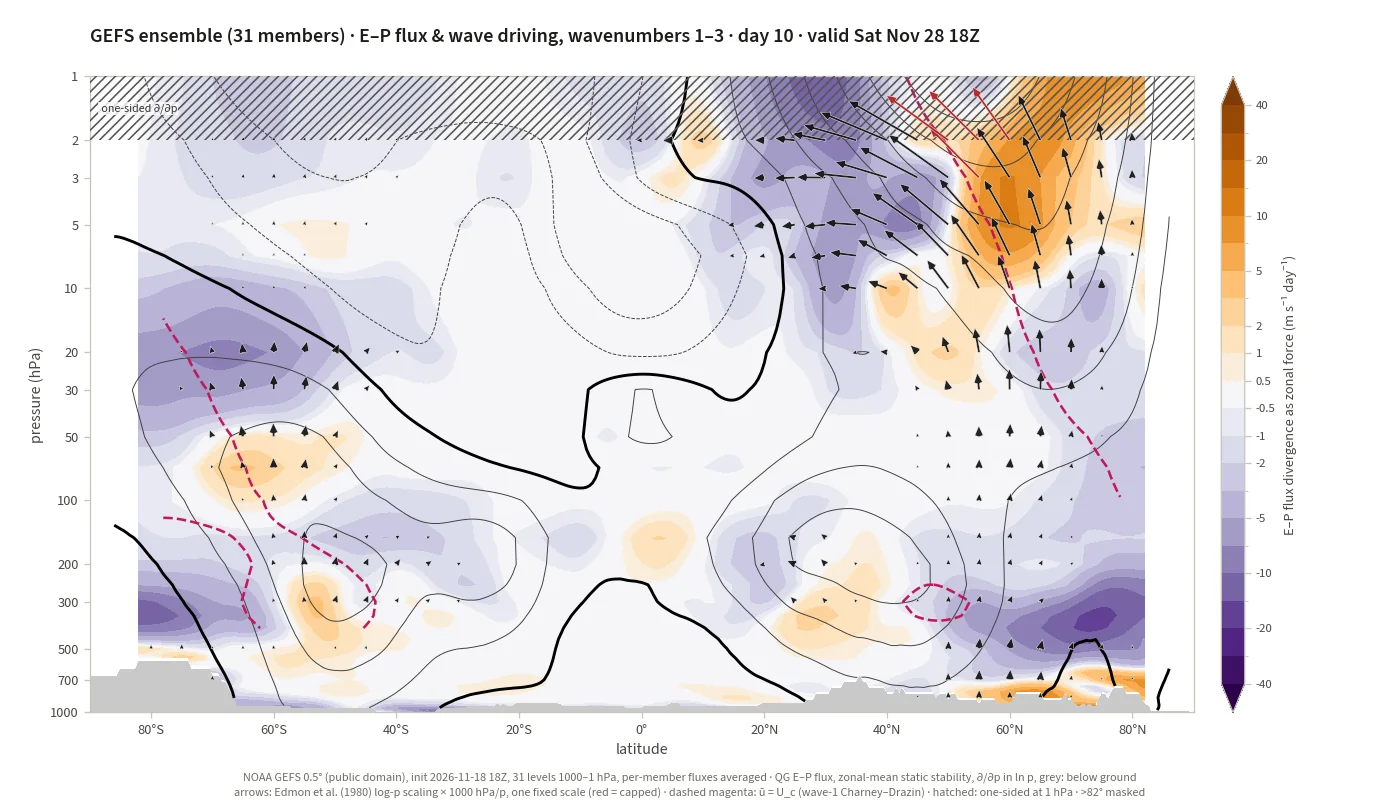 GEFS ensemble (31 members) · E–P flux & wave driving, wavenumbers 1–3 · day 10 · valid Sat Nov 28 18Z
one-sided ∂/∂p
pressure (hPa)
1
2
3
5
10
20
30
50
100
200
300
500
700
1000
80°S
60°S
40°S
20°S
0°
20°N
40°N
60°N
80°N
latitude
40
20
10
5
2
1
0.5
-0.5
-1
-2
-5
-10
-20
-40
E–P flux divergence as zonal force (m s⁻¹ day⁻¹)
NOAA GEFS 0.5° (public domain), init 2026-11-18 18Z, 31 levels 1000–1 hPa, per-member fluxes averaged · QG E–P flux, zonal-mean static stability, ∂/∂p in ln p, grey: below ground
arrows: Edmon et al. (1980) log-p scaling × 1000 hPa/p, one fixed scale (red = capped) · dashed magenta: ū = U_c (wave-1 Charney–Drazin) · hatched: one-sided at 1 hPa · >82° masked